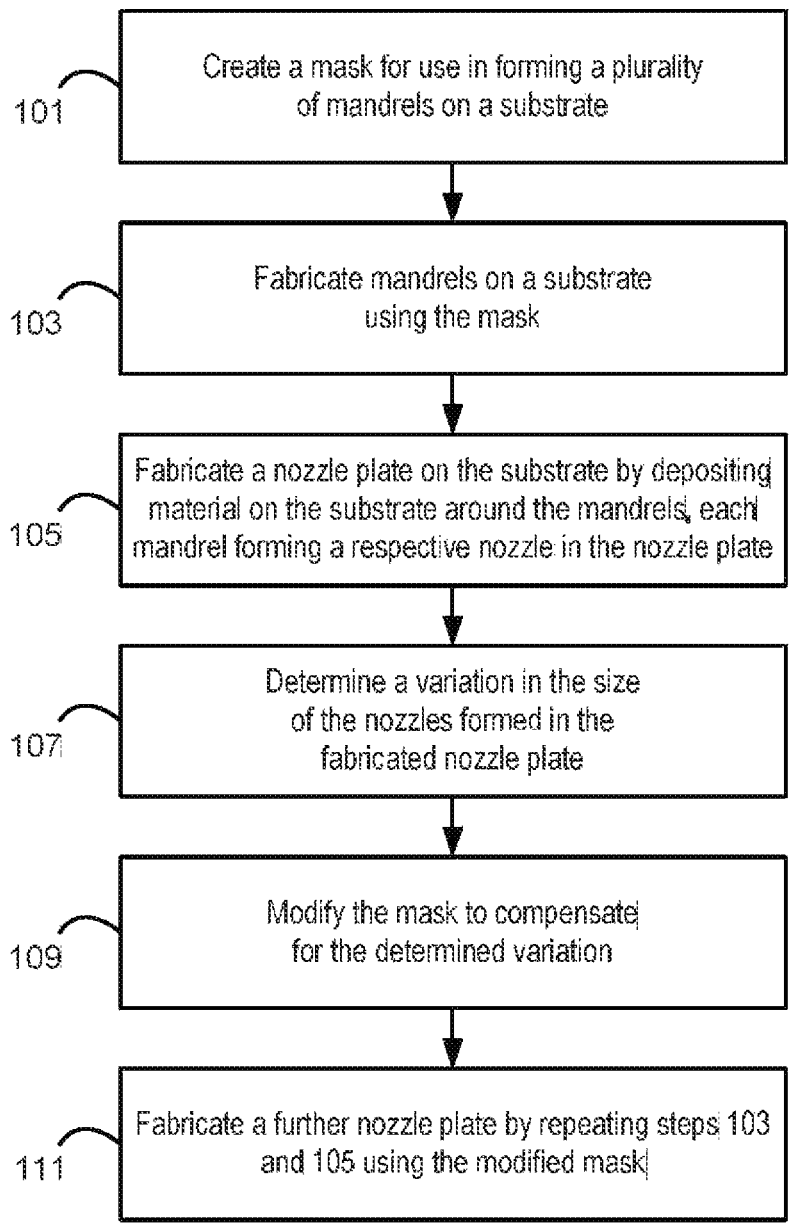 Create a mask for use in forming a plurality
of mandrels on a substrate
101
Fabricate mandrels on a substrate
using the mask
103
Fabricate a nozzle plate on the substrate by depositing
material on the substrate around the mandrels, each
mandrel forming a respective nozzle in the nozzle plate
105
Determine a variation in the size
of the nozzles formed in the
fabricated nozzle plate
107
Modify the mask to compensate
for the determined variation
109
Fabricate a further nozzle plate by repeating steps 103
and 105 using the modified mask
111